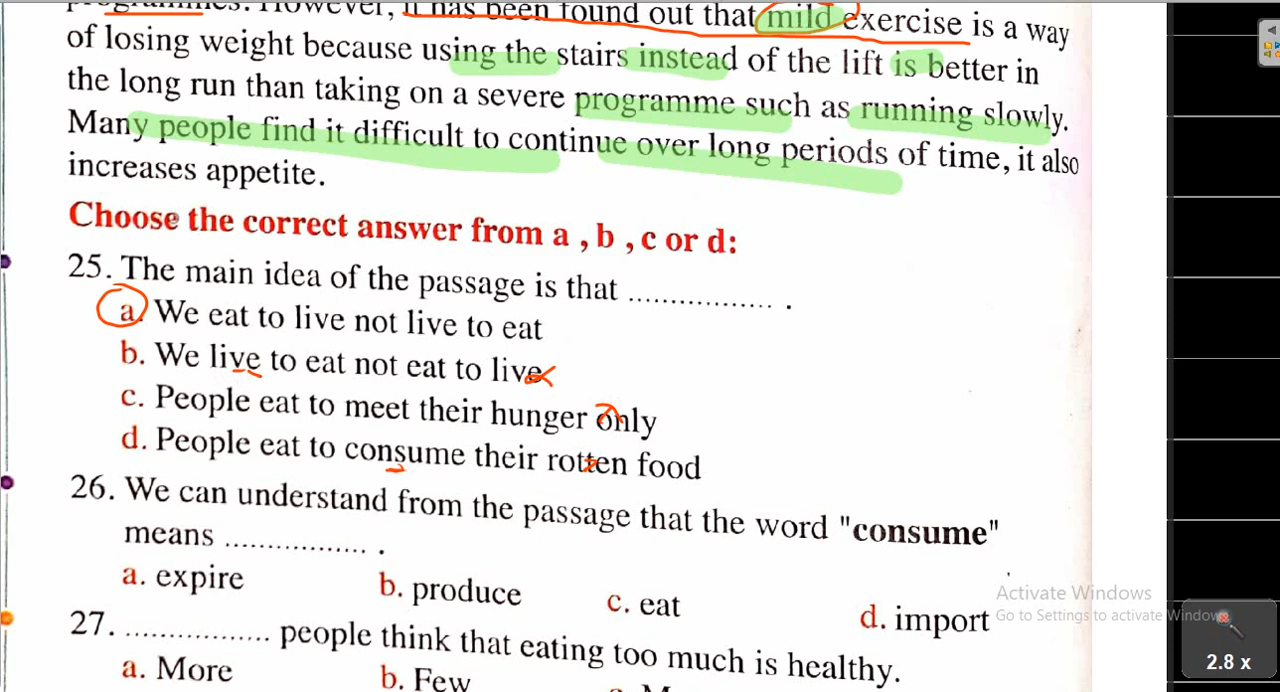 However, it has been found out that mild exercise is a way
of losing weight because using the stairs instead of the lift is better in
the long run than taking on a severe programme such as running slowly.
Many people find it difficult to continue over long periods of time, it also
increases appetite.
Choose the correct answer from a , b , c or d:
25. The main idea of the passage is that ................. .
a. We eat to live not live to eat
b. We live to eat not eat to live
c. People eat to meet their hunger only
d. People eat to consume their rotten food
26. We can understand from the passage that the word "consume"
means ................. .
a. expire b. produce c. eat d. import
27. ................. people think that eating too much is healthy.
a. More b. Few
Activate Windows
Go to Settings to activate Windows
2.8 x